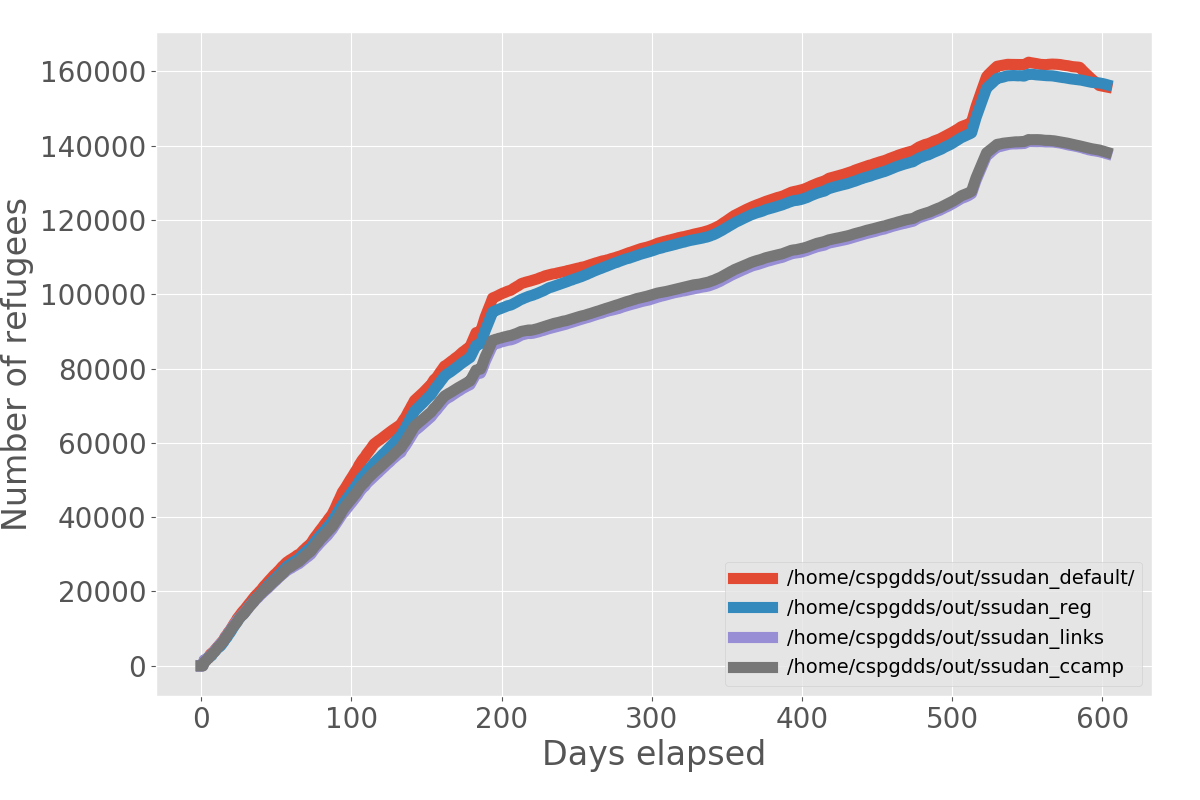 Number of refugees
160000
140000
120000
100000
80000
60000
40000
20000
0
/home/cspgdds/out/ssudan_default/
/home/cspgdds/out/ssudan_reg
/home/cspgdds/out/ssudan_links
/home/cspgdds/out/ssudan_ccamp
0 100 200 300 400 500 600
Days elapsed